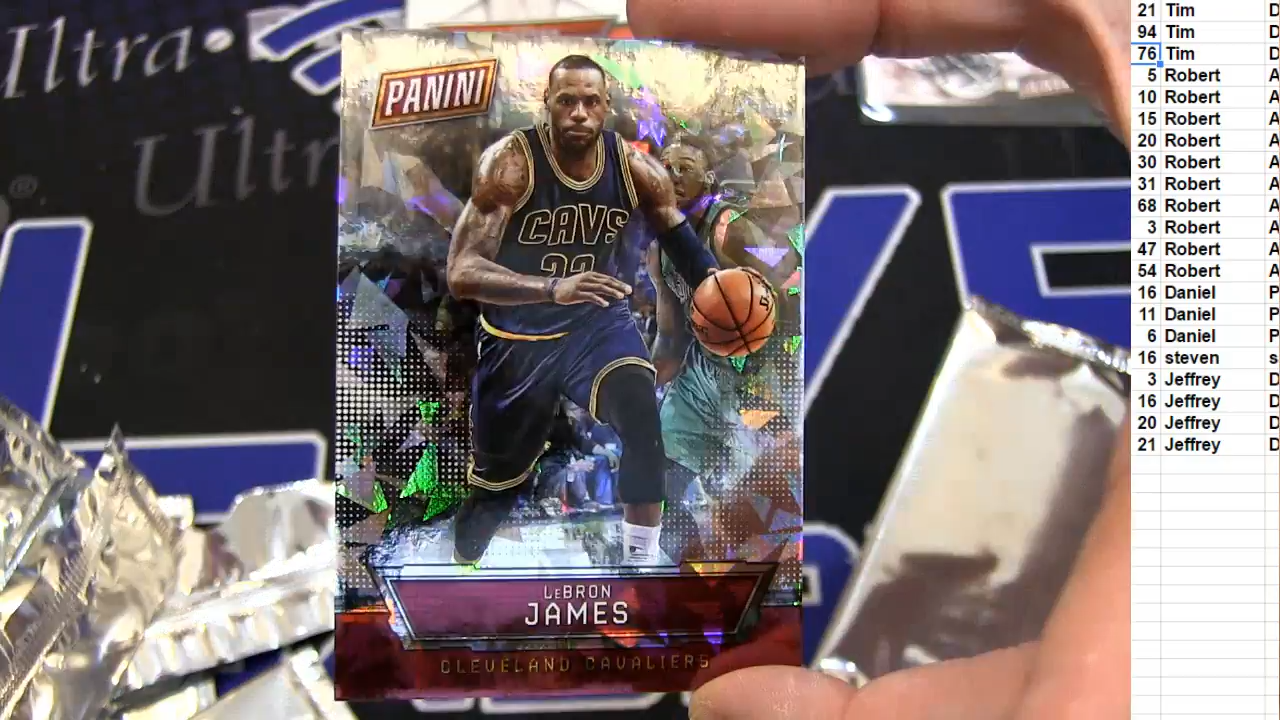 Ultra
Ultr
PANINI
CAVS
23
LeBRON
JAMES
CLEVELAND CAVALIERS
21 Tim D
94 Tim D
76 Tim D
5 Robert A
10 Robert A
15 Robert A
20 Robert A
30 Robert A
31 Robert A
68 Robert A
3 Robert A
47 Robert A
54 Robert A
16 Daniel P
11 Daniel P
6 Daniel P
16 steven s
3 Jeffrey D
16 Jeffrey D
20 Jeffrey D
21 Jeffrey D